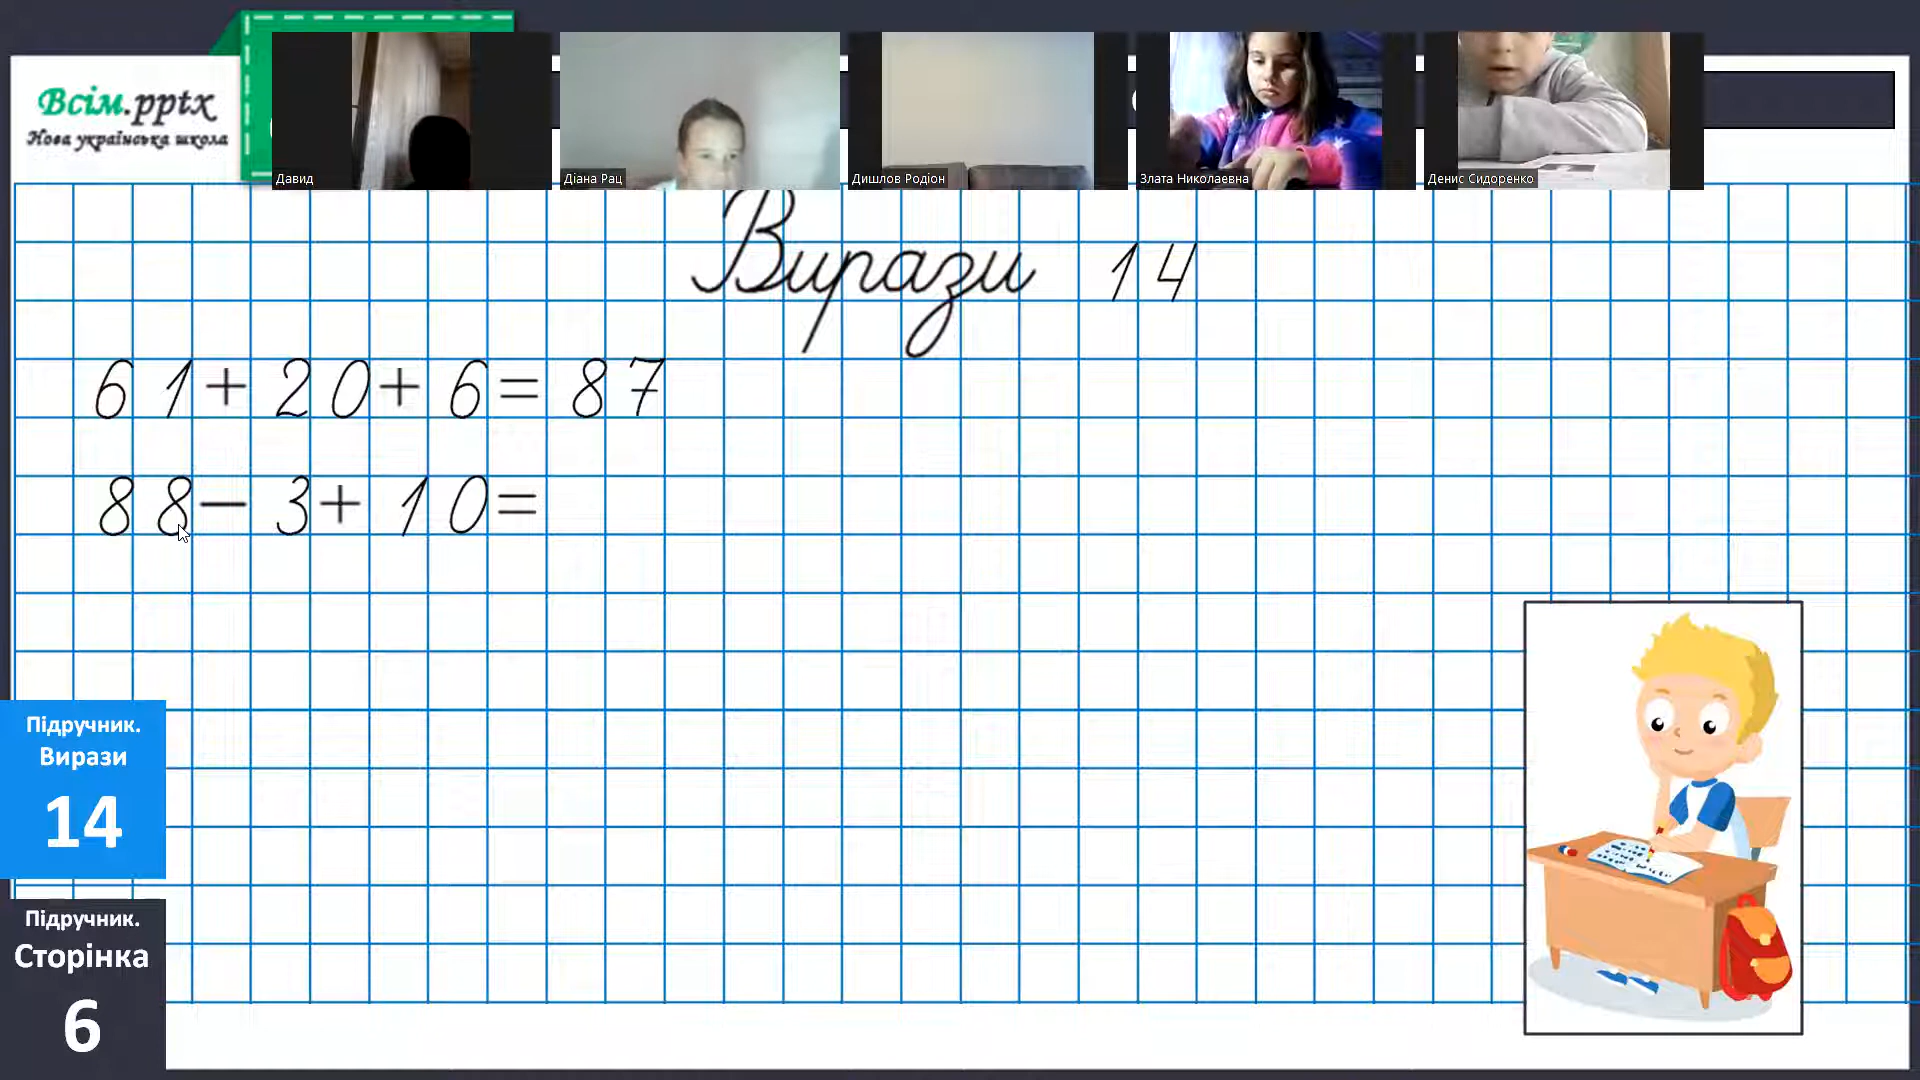 Всім.pptx
Нова українська школа
Давид
Діана Рац
Дишлов Родіон
Злата Николаевна
Денис Сидоренко
Вирази 14
61+20+6=87
88-3+10=
Підручник.
Вирази
14
Підручник.
Сторінка
6